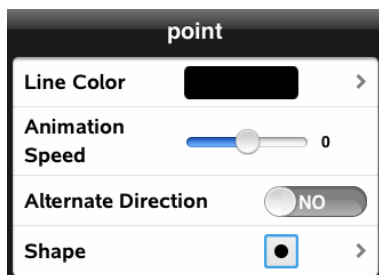 point
Line Color
Animation
Speed
0
Alternate Direction
NO
Shape